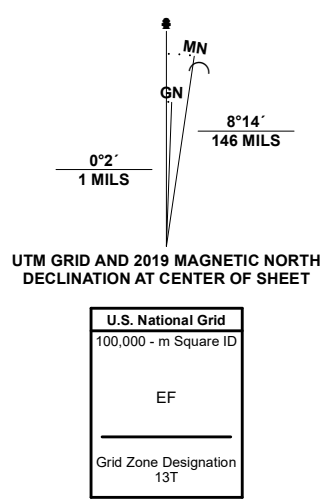 MN
GN
8°14´
146 MILS
0°2´
1 MILS
UTM GRID AND 2019 MAGNETIC NORTH
DECLINATION AT CENTER OF SHEET
U.S. National Grid
100,000 - m Square ID
EF
Grid Zone Designation
13T